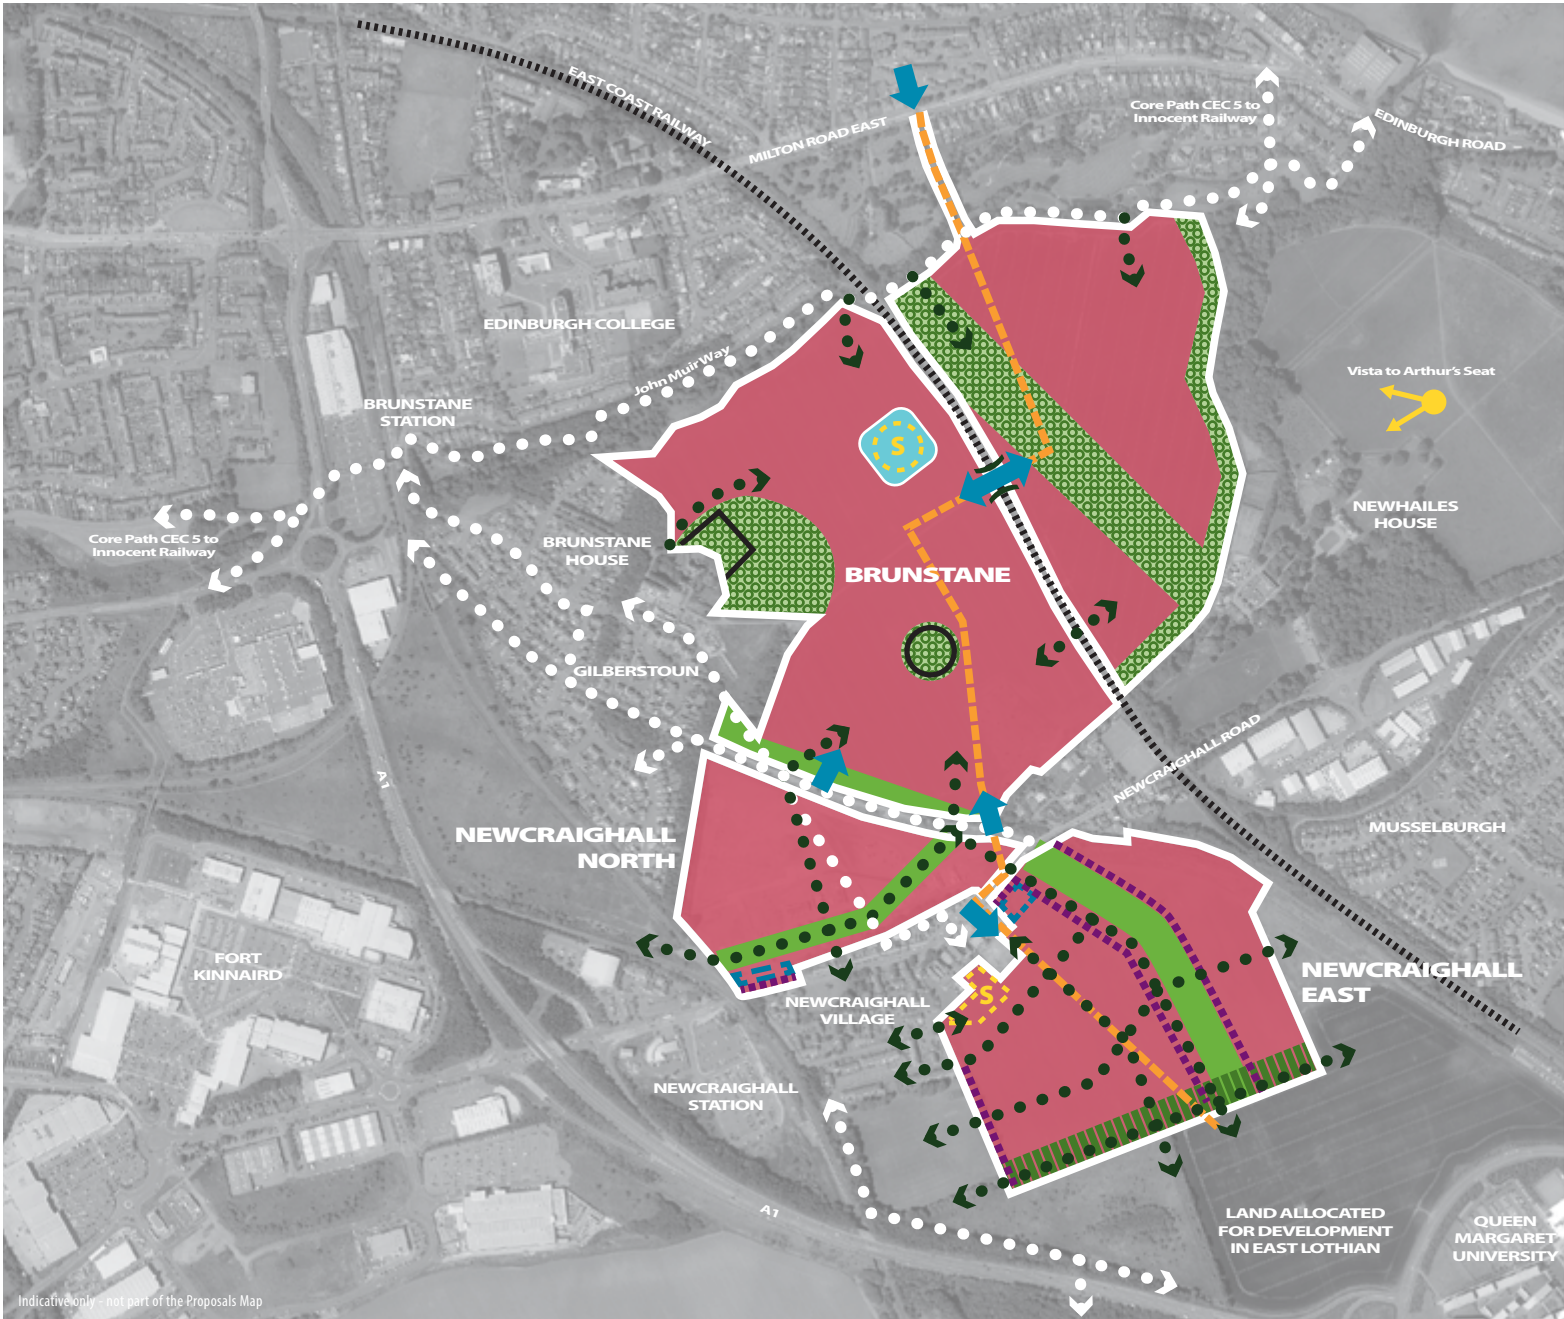 EAST COAST RAILWAY
MILTON ROAD EAST
Core Path CEC 5 to
Innocent Railway
EDINBURGH ROAD
EDINBURGH COLLEGE
John Muir Way
BRUNSTANE
STATION
Vista to Arthur's Seat
S
NEWHAILES
HOUSE
Core Path CEC 5 to
Innocent Railway
BRUNSTANE
HOUSE
BRUNSTANE
GILBERSTOUN
NEWCRAIGHALL ROAD
A1
NEWCRAIGHALL
NORTH
MUSSELBURGH
FORT
KINNAIRD
NEWCRAIGHALL
EAST
S
NEWCRAIGHALL
VILLAGE
NEWCRAIGHALL
STATION
A1
LAND ALLOCATED
FOR DEVELOPMENT
IN EAST LOTHIAN
QUEEN
MARGARET
UNIVERSITY
Indicative only - not part of the Proposals Map